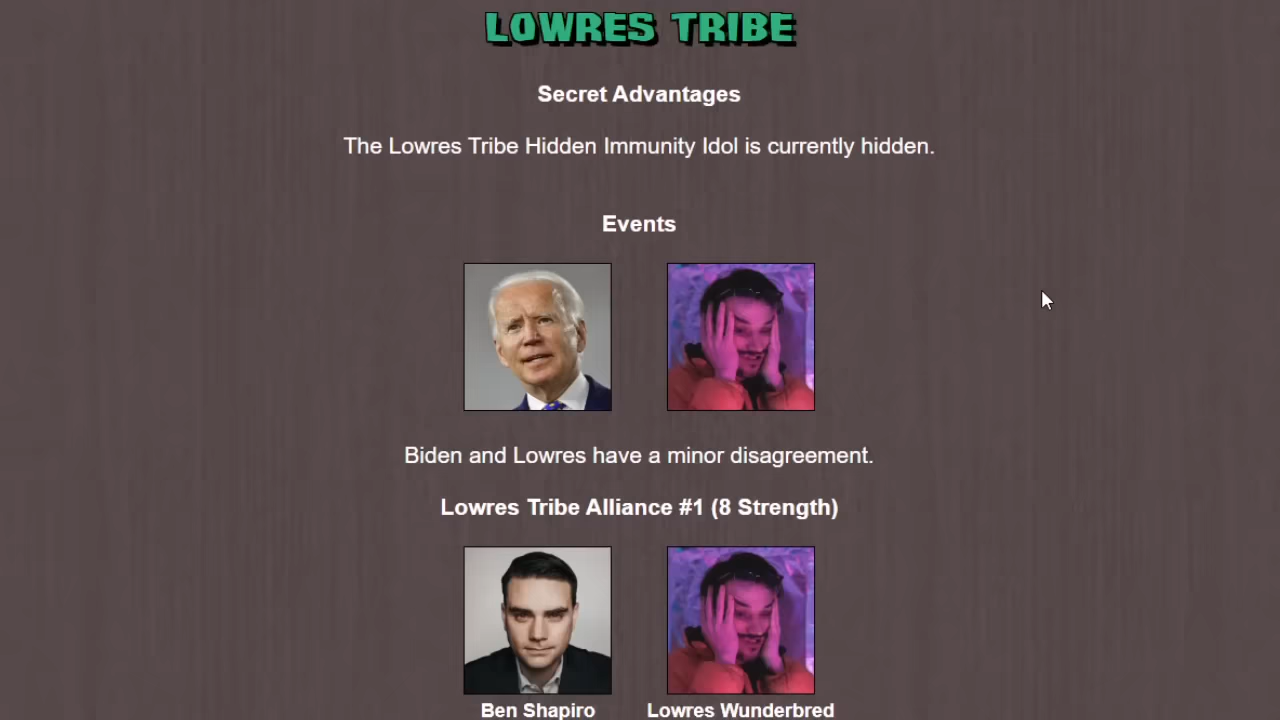 LOWRES TRIBE
Secret Advantages
The Lowres Tribe Hidden Immunity Idol is currently hidden.
Events
Biden and Lowres have a minor disagreement.
Lowres Tribe Alliance #1 (8 Strength)
Ben Shapiro Lowres Wunderbred